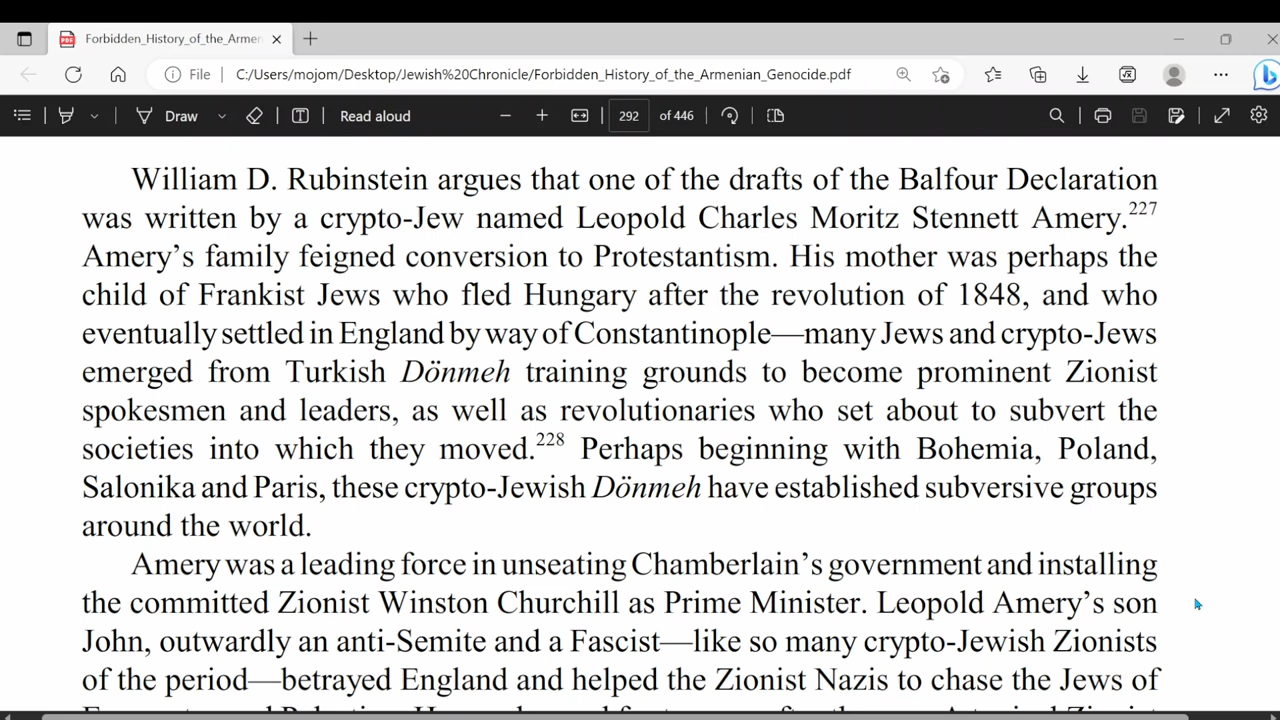 Forbidden_History_of_the_Armen
File C:/Users/mojom/Desktop/Jewish%20Chronicle/Forbidden_History_of_the_Armenian_Genocide.pdf
Draw Read aloud 292 of 446
William D. Rubinstein argues that one of the drafts of the Balfour Declaration
was written by a crypto-Jew named Leopold Charles Moritz Stennett Amery.227
Amery’s family feigned conversion to Protestantism. His mother was perhaps the
child of Frankist Jews who fled Hungary after the revolution of 1848, and who
eventually settled in England by way of Constantinople—many Jews and crypto-Jews
emerged from Turkish Dönmeh training grounds to become prominent Zionist
spokesmen and leaders, as well as revolutionaries who set about to subvert the
societies into which they moved.228 Perhaps beginning with Bohemia, Poland,
Salonika and Paris, these crypto-Jewish Dönmeh have established subversive groups
around the world.
Amery was a leading force in unseating Chamberlain’s government and installing
the committed Zionist Winston Churchill as Prime Minister. Leopold Amery’s son
John, outwardly an anti-Semite and a Fascist—like so many crypto-Jewish Zionists
of the period—betrayed England and helped the Zionist Nazis to chase the Jews of